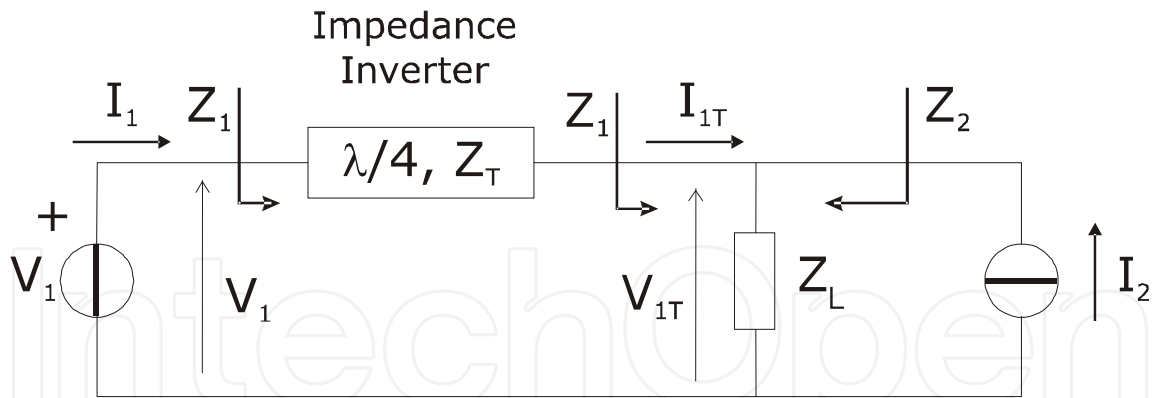 Impedance
Inverter
I1
Z1
Z1
I1T
Z2
λ/4, ZT
+
V1
V1
V1T
ZL
I2
IntechOpen